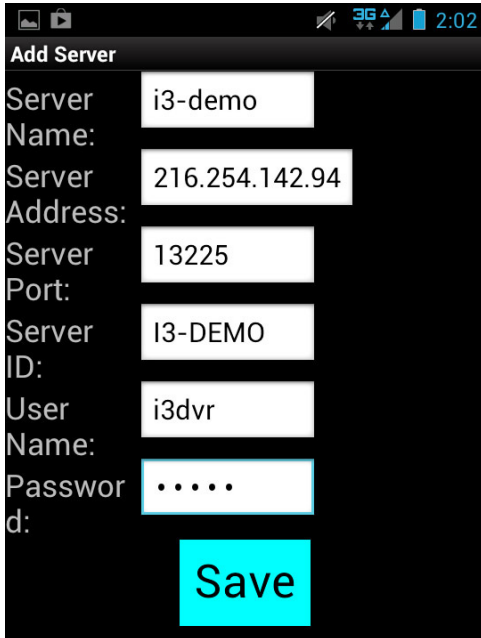 3G 2:02
Add Server
Server
Name:
i3-demo
Server
Address:
216.254.142.94
Server
Port:
13225
Server
ID:
I3-DEMO
User
Name:
i3dvr
Passwor
d:
•••••
Save